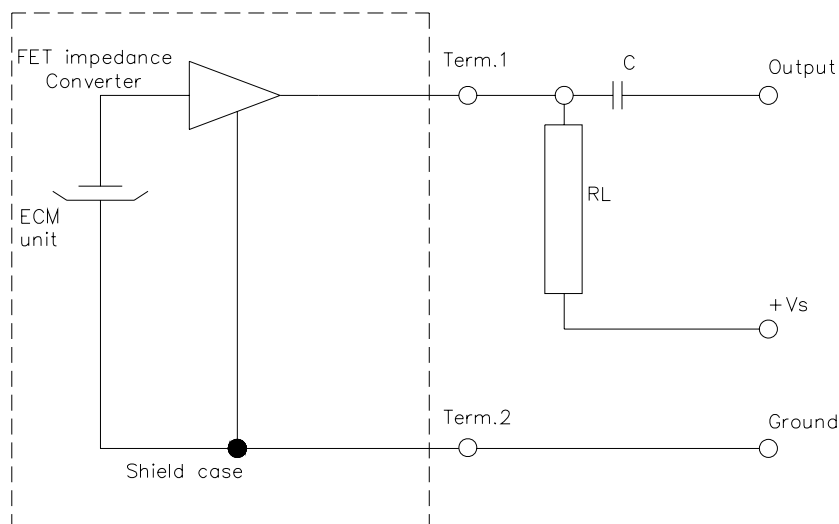 FET impedance
Converter
Term.1
C
Output
ECM
unit
RL
+Vs
Term.2
Ground
Shield case